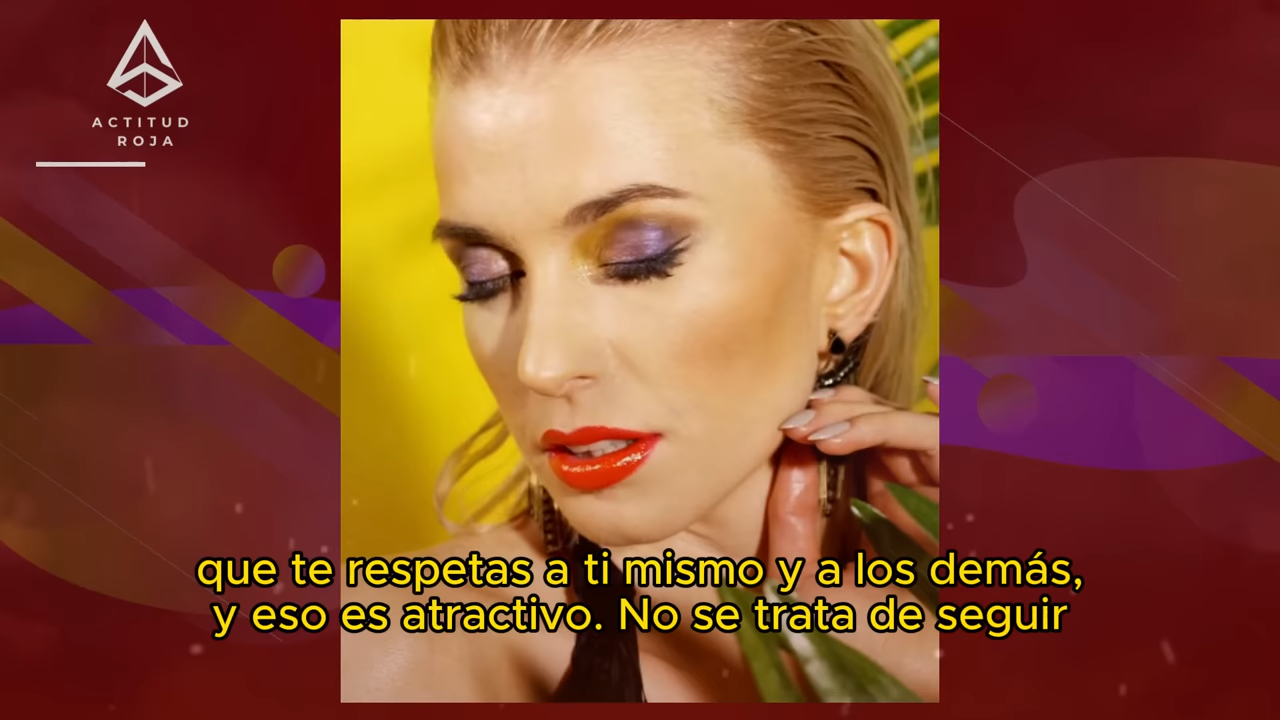 ACTITUD
ROJA
que te respetas a ti mismo y a los demás,
y eso es atractivo. No se trata de seguir